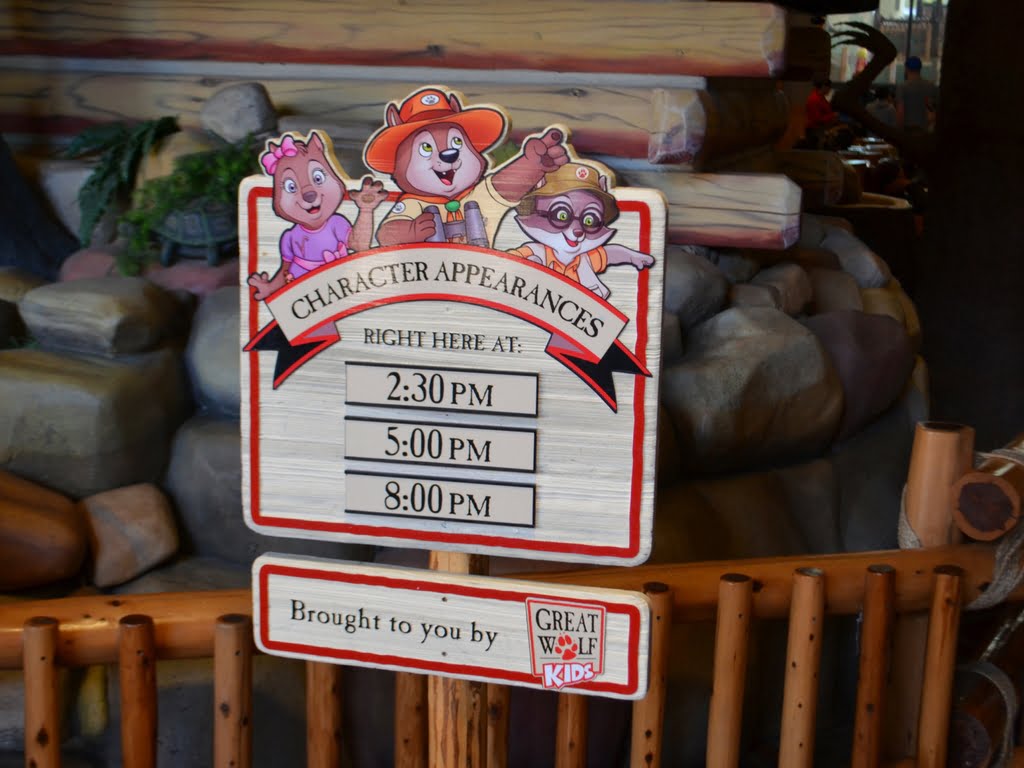 CHARACTER APPEARANCES
RIGHT HERE AT:
2:30 PM
5:00 PM
8:00 PM
Brought to you by
GREAT
WOLF
KIDS